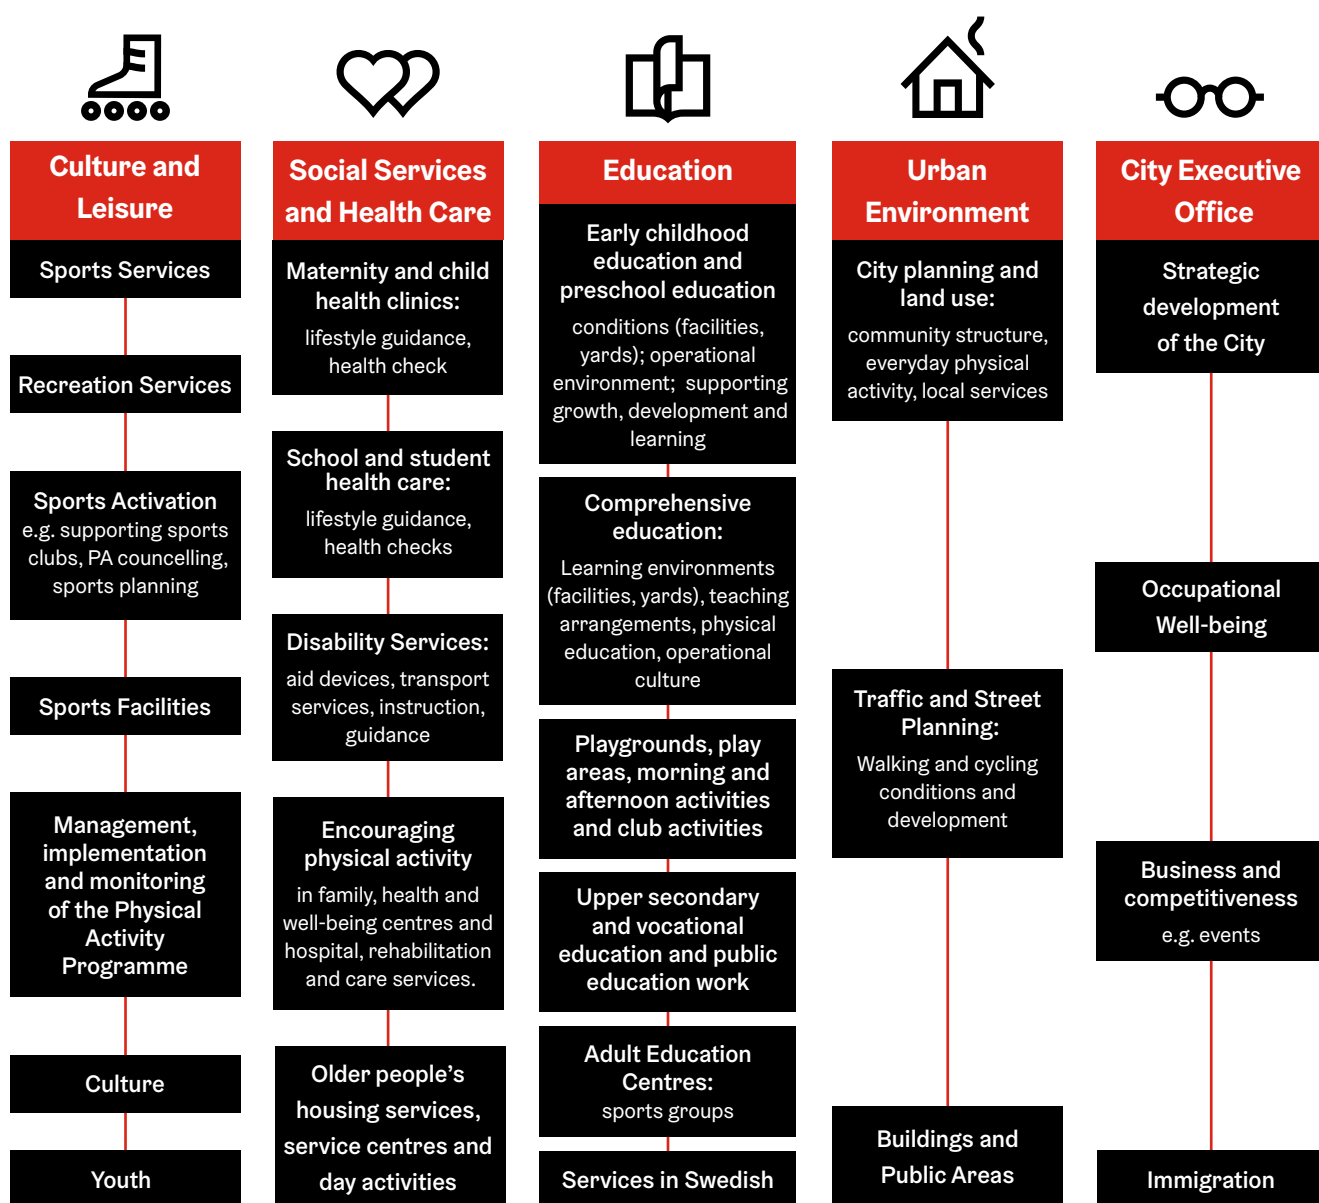 Culture and
Leisure
Sports Services
Recreation Services
Sports Activation
e.g. supporting sports
clubs, PA councelling,
sports planning
Sports Facilities
Management,
implementation
and monitoring
of the Physical
Activity
Programme
Culture
Youth
Social Services
and Health Care
Maternity and child
health clinics:
lifestyle guidance,
health check
School and student
health care:
lifestyle guidance,
health checks
Disability Services:
aid devices, transport
services, instruction,
guidance
Encouraging
physical activity
in family, health and
well-being centres and
hospital, rehabilitation
and care services.
Older people's
housing services,
service centres and
day activities
Education
Early childhood
education and
preschool education
conditions (facilities,
yards); operational
environment; supporting
growth, development and
learning
Comprehensive
education:
Learning environments
(facilities, yards), teaching
arrangements, physical
education, operational
culture
Playgrounds, play
areas, morning and
afternoon activities
and club activities
Upper secondary
and vocational
education and public
education work
Adult Education
Centres:
sports groups
Services in Swedish
Urban
Environment
City planning and
land use:
community structure,
everyday physical
activity, local services
Traffic and Street
Planning:
Walking and cycling
conditions and
development
Buildings and
Public Areas
City Executive
Office
Strategic
development
of the City
Occupational
Well-being
Business and
competitiveness
e.g. events
Immigration